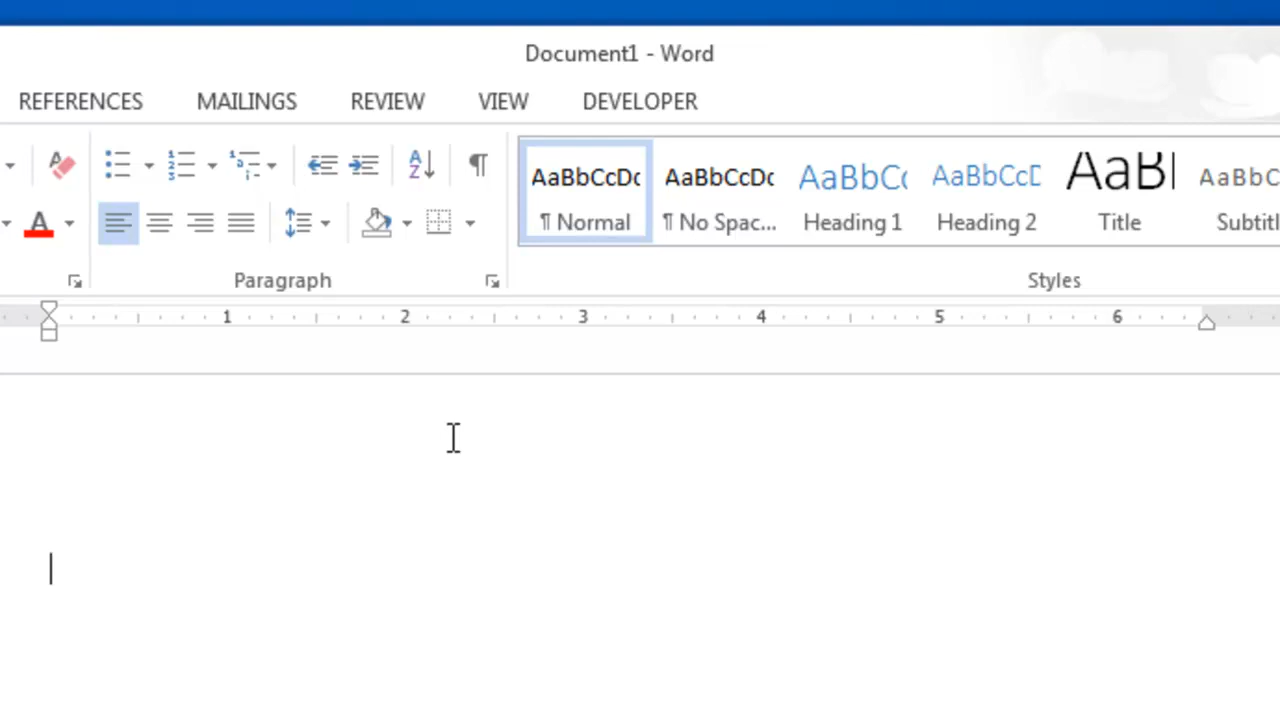 Document1 - Word
REFERENCES MAILINGS REVIEW VIEW DEVELOPER
AaBbCcDc AaBbCcDc AaBbC AaBbCcD AaB AaBbC
¶ Normal ¶ No Spac... Heading 1 Heading 2 Title Subtitl
Paragraph Styles
1 2 3 4 5 6